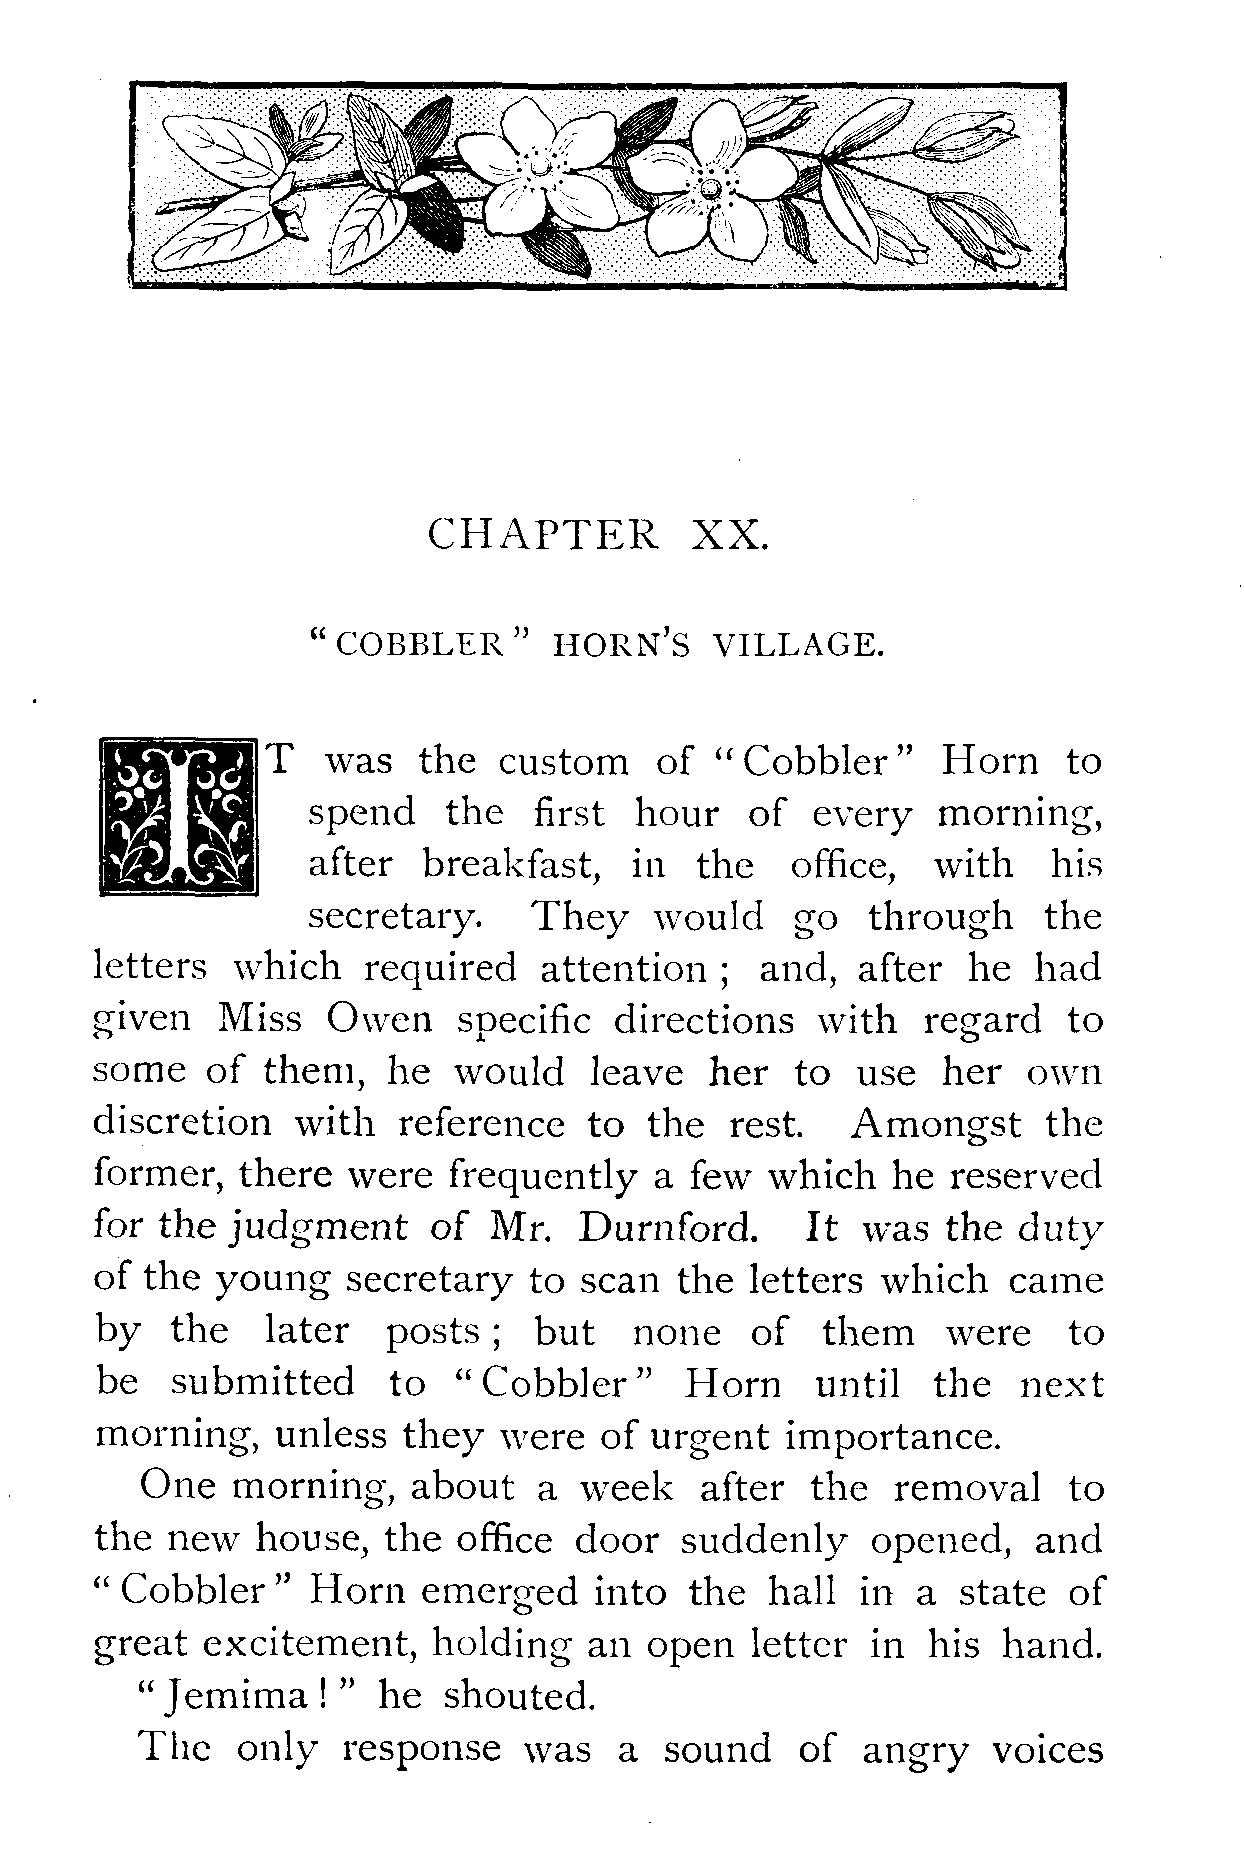 CHAPTER XX.
"COBBLER" HORN'S VILLAGE.
IT was the custom of "Cobbler" Horn to
spend the first hour of every morning,
after breakfast, in the office, with his
secretary. They would go through the
letters which required attention; and, after he had
given Miss Owen specific directions with regard to
some of them, he would leave her to use her own
discretion with reference to the rest. Amongst the
former, there were frequently a few which he reserved
for the judgment of Mr. Durnford. It was the duty
of the young secretary to scan the letters which came
by the later posts; but none of them were to
be submitted to "Cobbler" Horn until the next
morning, unless they were of urgent importance.
One morning, about a week after the removal to
the new house, the office door suddenly opened, and
"Cobbler" Horn emerged into the hall in a state of
great excitement, holding an open letter in his hand.
"Jemima!" he shouted.
The only response was a sound of angry voices